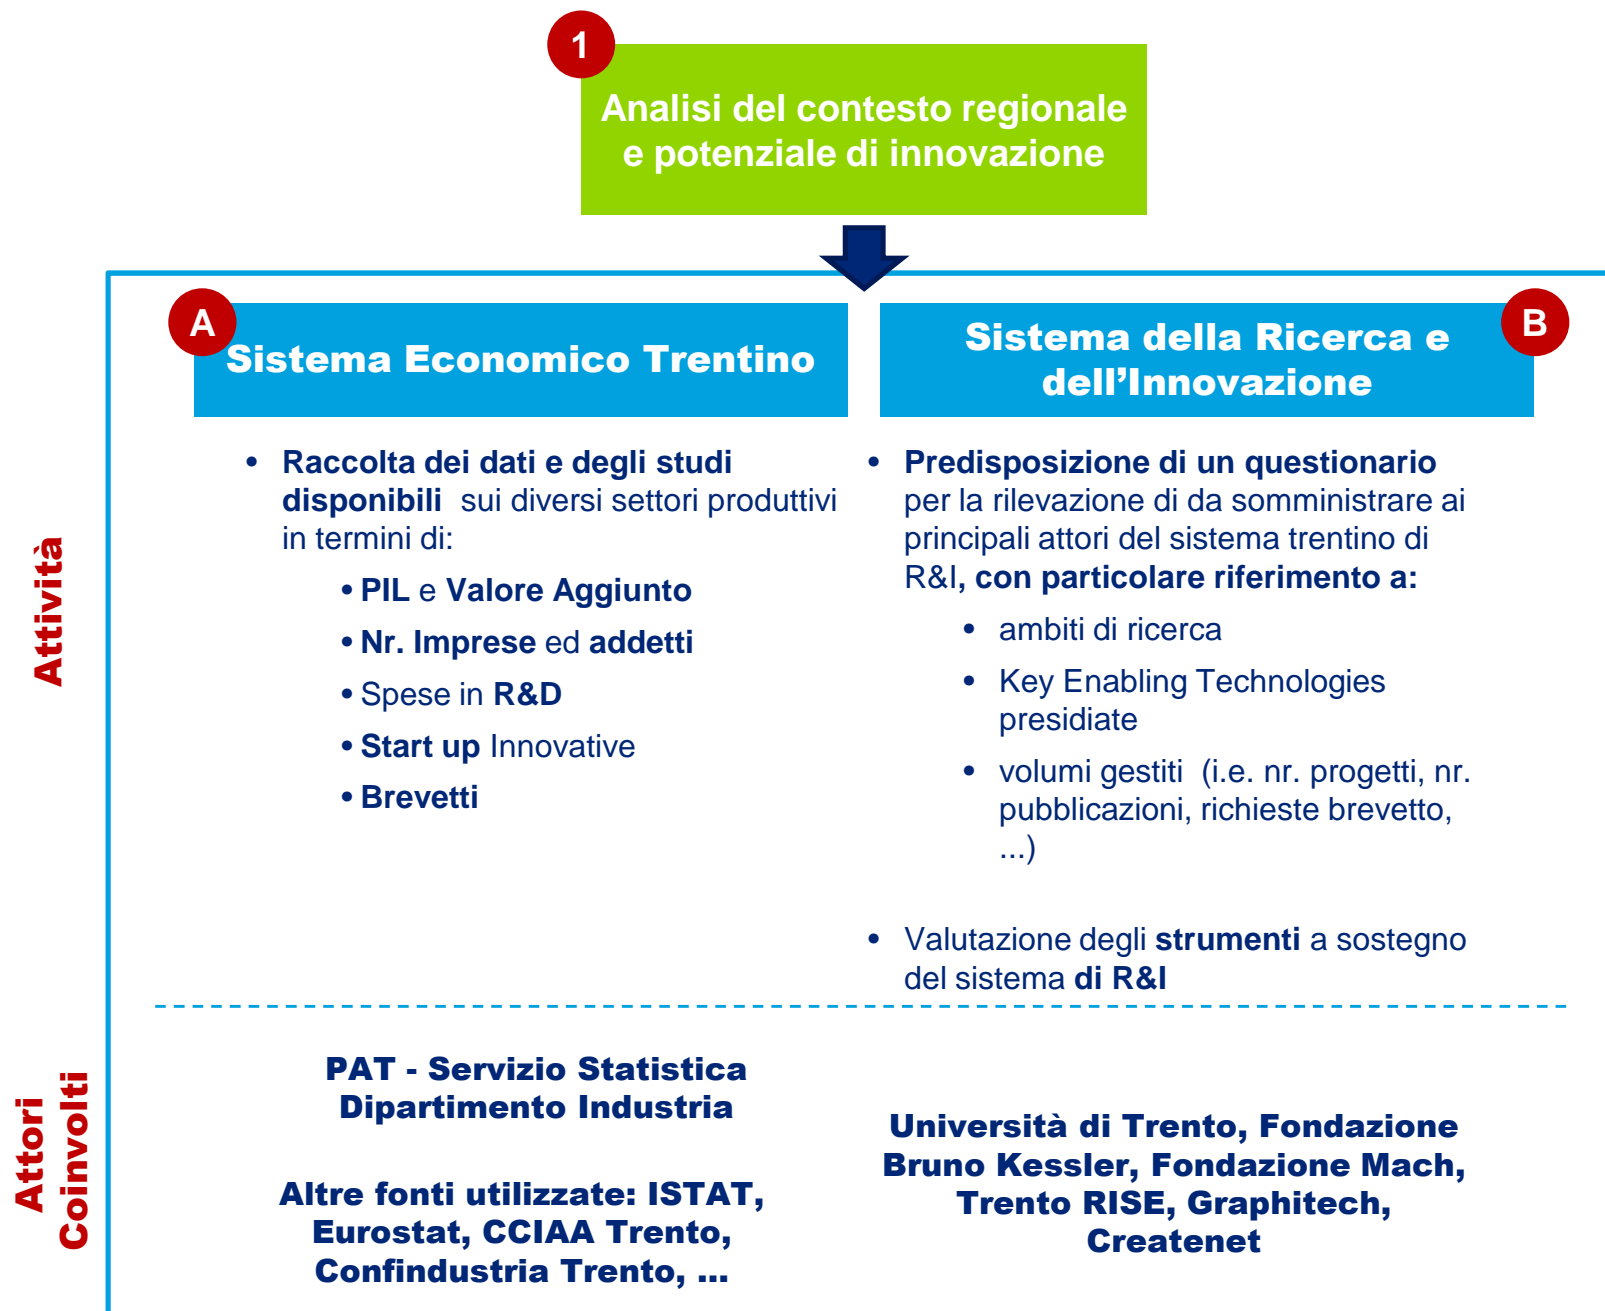 1
Analisi del contesto regionale
e potenziale di innovazione
A
Sistema Economico Trentino
B
Sistema della Ricerca e
dell’Innovazione
Attività
• Raccolta dei dati e degli studi
disponibili sui diversi settori produttivi
in termini di:
• PIL e Valore Aggiunto
• Nr. Imprese ed addetti
• Spese in R&D
• Start up Innovative
• Brevetti
• Predisposizione di un questionario
per la rilevazione di da somministrare ai
principali attori del sistema trentino di
R&I, con particolare riferimento a:
• ambiti di ricerca
• Key Enabling Technologies
presidiate
• volumi gestiti (i.e. nr. progetti, nr.
pubblicazioni, richieste brevetto,
...)
• Valutazione degli strumenti a sostegno
del sistema di R&I
Attori
Coinvolti
PAT - Servizio Statistica
Dipartimento Industria
Altre fonti utilizzate: ISTAT,
Eurostat, CCIAA Trento,
Confindustria Trento, ...
Università di Trento, Fondazione
Bruno Kessler, Fondazione Mach,
Trento RISE, Graphitech,
Createnet